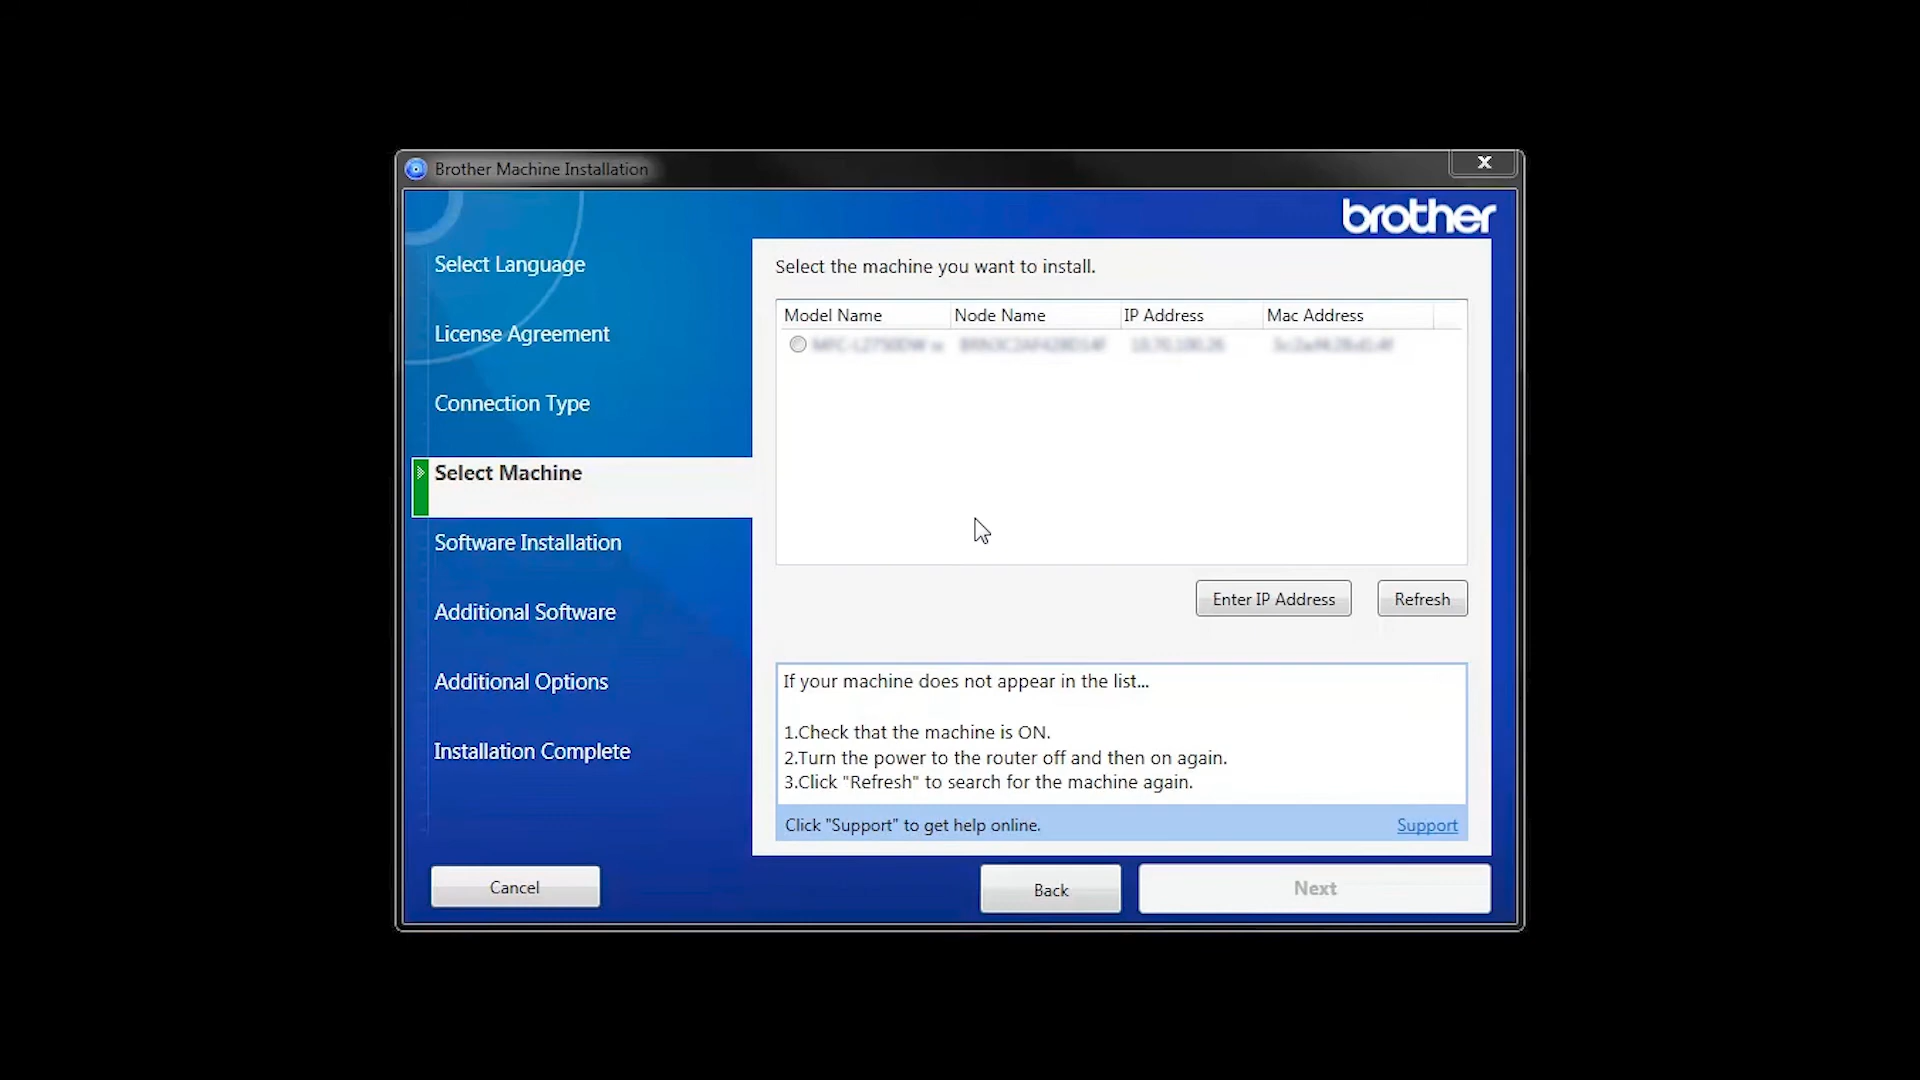 Brother Machine Installation
X
brother
Select Language
License Agreement
Connection Type
Select Machine
Software Installation
Additional Software
Additional Options
Installation Complete
Select the machine you want to install.
Model Name Node Name IP Address Mac Address
Enter IP Address Refresh
If your machine does not appear in the list...
1.Check that the machine is ON.
2.Turn the power to the router off and then on again.
3.Click "Refresh" to search for the machine again.
Click "Support" to get help online. Support
Cancel Back Next